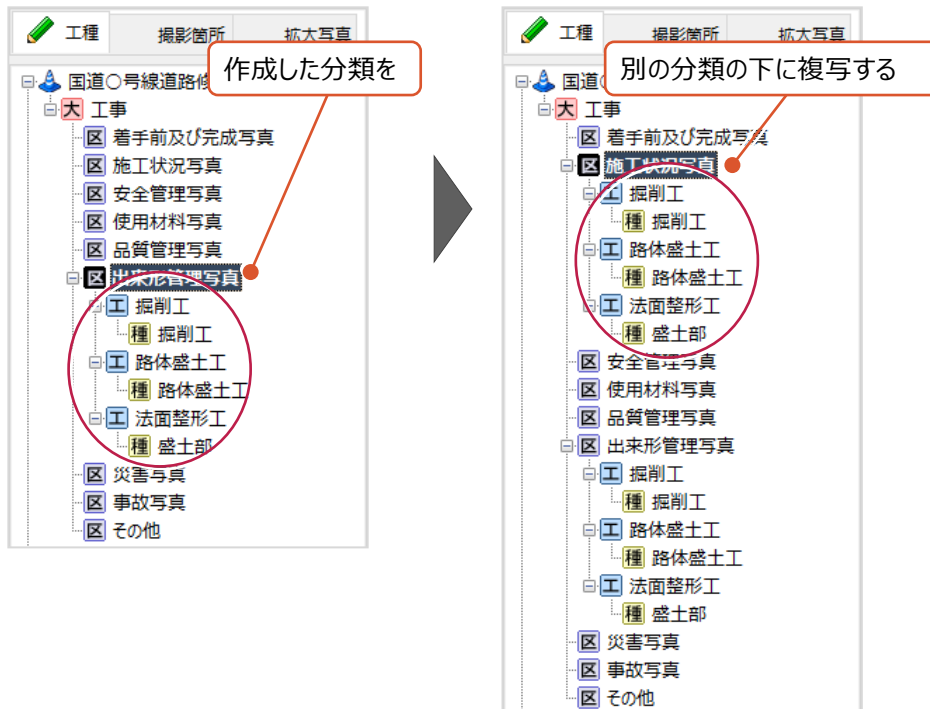 工種 撮影箇所 拡大写真
作成した分類を
国道○号線道路修
大 工事
区 着手前及び完成写真
区 施工状況写真
区 安全管理写真
区 使用材料写真
区 品質管理写真
区 出来形管理写真
工 掘削工
種 掘削工
工 路体盛土工
種 路体盛土工
工 法面整形工
種 盛土部
区 災害写真
区 事故写真
区 その他
工種 撮影箇所 拡大写真
別の分類の下に複写する
国道
大 工事
区 着手前及び完成写真
区 施工状況写真
工 掘削工
種 掘削工
工 路体盛土工
種 路体盛土工
工 法面整形工
種 盛土部
区 安全管理写真
区 使用材料写真
区 品質管理写真
区 出来形管理写真
工 掘削工
種 掘削工
工 路体盛土工
種 路体盛土工
工 法面整形工
種 盛土部
区 災害写真
区 事故写真
区 その他